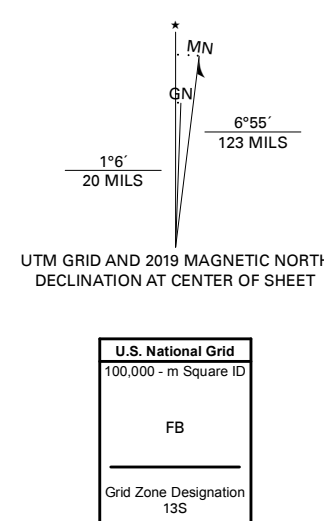 ★
MN
GN
6°55´
123 MILS
1°6´
20 MILS
UTM GRID AND 2019 MAGNETIC NORTH
DECLINATION AT CENTER OF SHEET
U.S. National Grid
100,000 - m Square ID
FB
Grid Zone Designation
13S